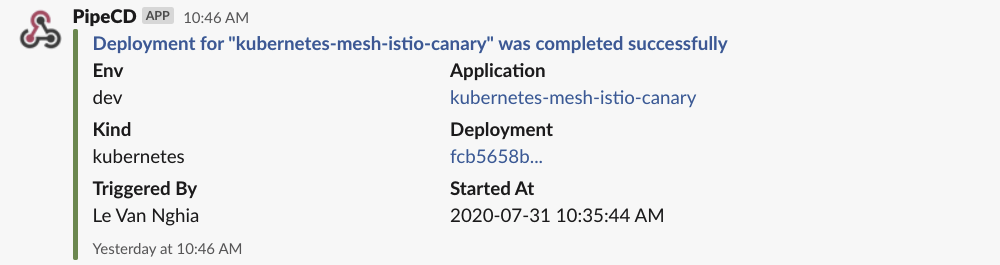 PipeCD APP 10:46 AM
Deployment for "kubernetes-mesh-istio-canary" was completed successfully
Env Application
dev kubernetes-mesh-istio-canary
Kind Deployment
kubernetes fcb5658b...
Triggered By Started At
Le Van Nghia 2020-07-31 10:35:44 AM
Yesterday at 10:46 AM